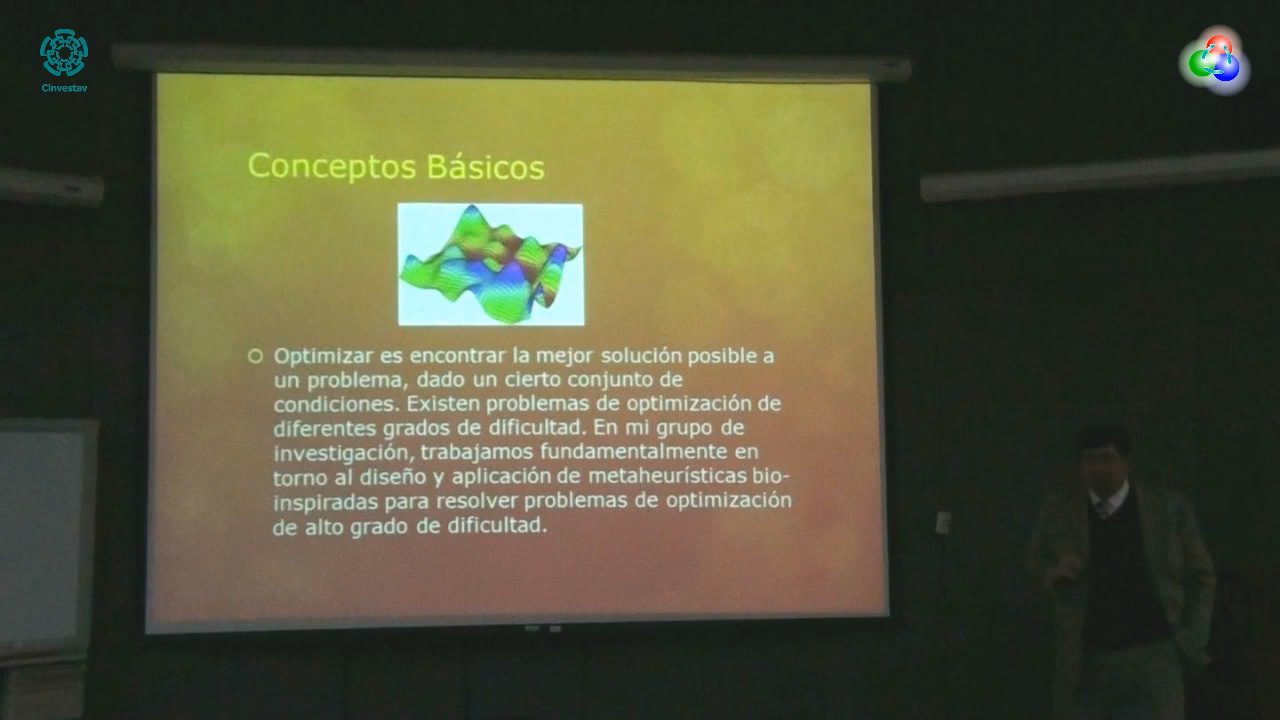 Cinvestav
Conceptos Básicos
Optimizar es encontrar la mejor solución posible a
un problema, dado un cierto conjunto de
condiciones. Existen problemas de optimización de
diferentes grados de dificultad. En mi grupo de
investigación, trabajamos fundamentalmente en
torno al diseño y aplicación de metaheurísticas bio-
inspiradas para resolver problemas de optimización
de alto grado de dificultad.